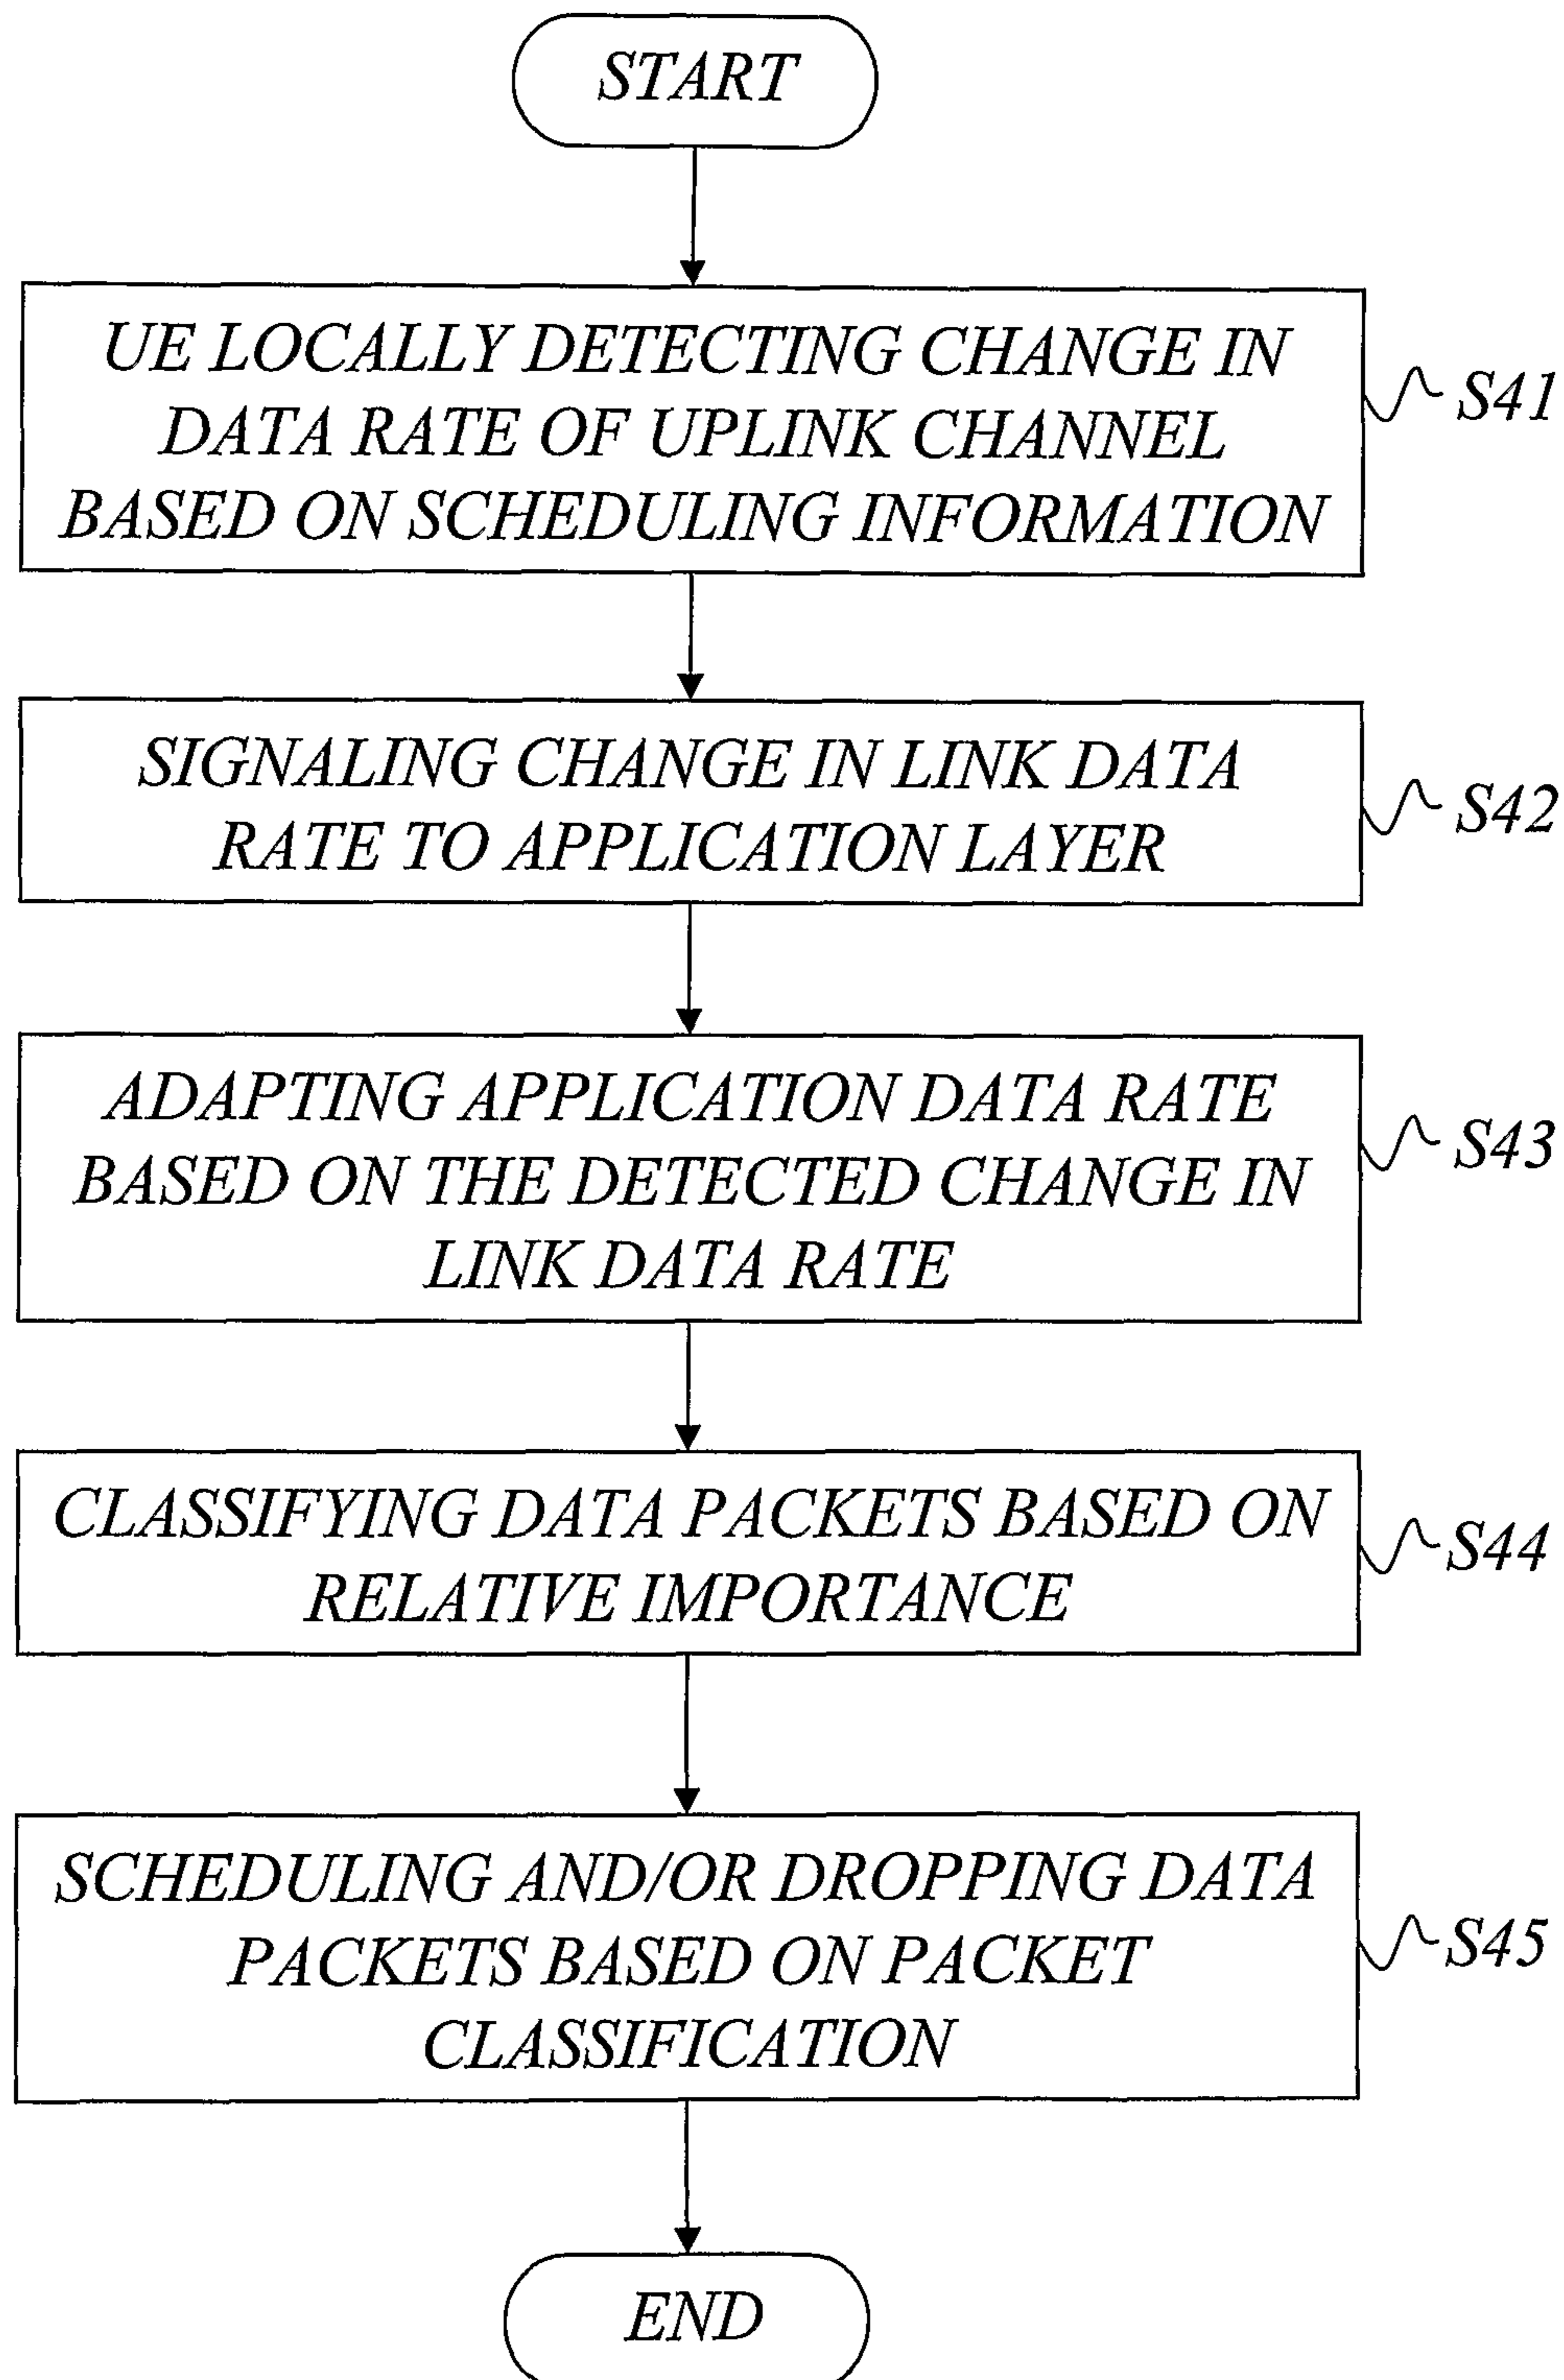 START
UE LOCALLY DETECTING CHANGE IN
DATA RATE OF UPLINK CHANNEL
BASED ON SCHEDULING INFORMATION
S41
SIGNALING CHANGE IN LINK DATA
RATE TO APPLICATION LAYER
S42
ADAPTING APPLICATION DATA RATE
BASED ON THE DETECTED CHANGE IN
LINK DATA RATE
S43
CLASSIFYING DATA PACKETS BASED ON
RELATIVE IMPORTANCE
S44
SCHEDULING AND/OR DROPPING DATA
PACKETS BASED ON PACKET
CLASSIFICATION
S45
END